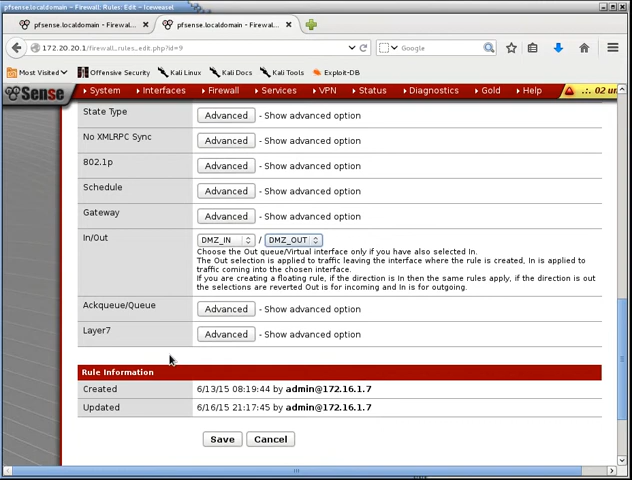 pfsense.localdomain - Firewall: Rules: Edit - Iceweasel
pfsense.localdomain - Firewall...
pfsense.localdomain - Firewall...
172.20.20.1/firewall_rules_edit.php?id=9
Google
Most Visited
Offensive Security
Kali Linux
Kali Docs
Kali Tools
Exploit-DB
Sense
System
Interfaces
Firewall
Services
VPN
Status
Diagnostics
Gold
Help
.:. 02 un
State Type
Advanced - Show advanced option
No XMLRPC Sync
Advanced - Show advanced option
802.1p
Advanced - Show advanced option
Schedule
Advanced - Show advanced option
Gateway
Advanced - Show advanced option
In/Out
DMZ_IN / DMZ_OUT
Choose the Out queue/Virtual interface only if you have also selected In.
The Out selection is applied to traffic leaving the interface where the rule is created, In is applied to
traffic coming into the chosen interface.
If you are creating a floating rule, if the direction is In then the same rules apply, if the direction is out
the selections are reverted Out is for incoming and In is for outgoing.
Ackqueue/Queue
Advanced - Show advanced option
Layer7
Advanced - Show advanced option
Rule Information
Created 6/13/15 08:19:44 by admin@172.16.1.7
Updated 6/16/15 21:17:45 by admin@172.16.1.7
Save Cancel